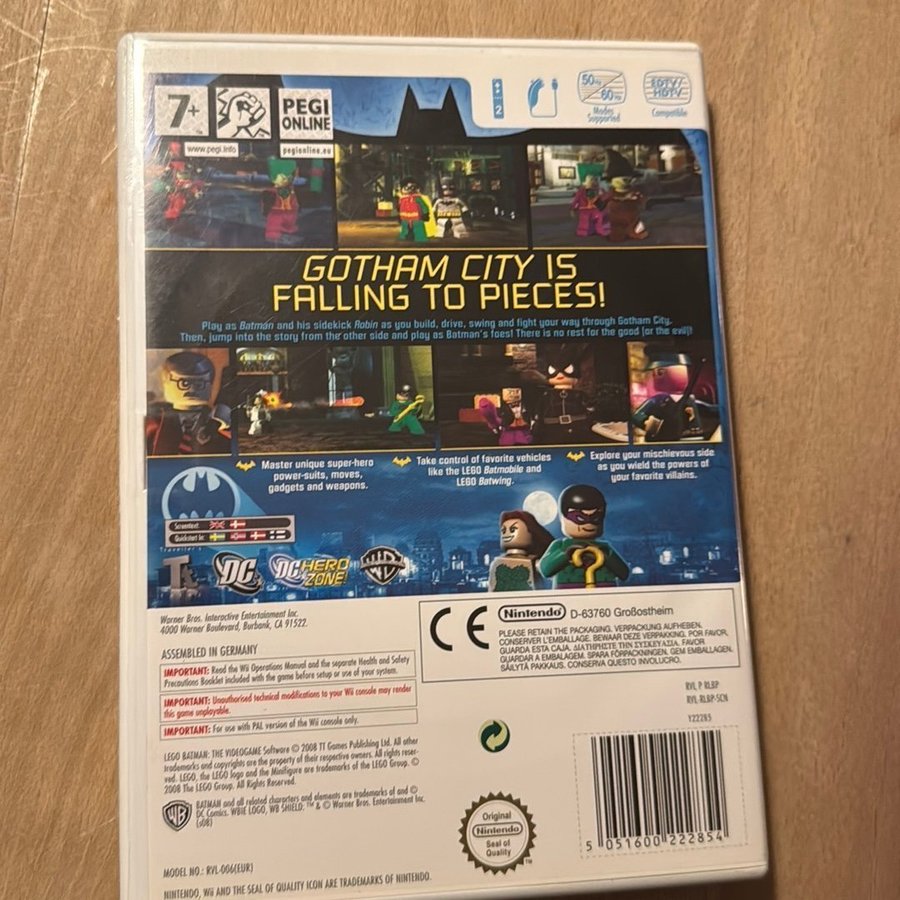 7+
PEGI
ONLINE
www.pegi.info
pegionline.eu
2
50Hz
60Hz
Modes
Supported
EDTV/
HDTV
Compatible
GOTHAM CITY IS
FALLING TO PIECES!
Play as Batman and his sidekick Robin as you build, drive, swing and fight your way through Gotham City.
Then, jump into the story from the other side and play as Batman's foes! There is no rest for the good (or the evil)!
Master unique super-hero
power-suits, moves,
gadgets and weapons.
Take control of favorite vehicles
like the LEGO Batmobile and
LEGO Batwing.
Explore your mischievous side
as you wield the powers of
your favorite villains.
Screentext:
Quickstart in:
Traveller's
TT
DC
DC HERO
ZONE!
WB
Warner Bros. Interactive Entertainment Inc.
4000 Warner Boulevard, Burbank, CA 91522.
ASSEMBLED IN GERMANY
IMPORTANT: Read the Wii Operations Manual and the separate Health and Safety
Precautions Booklet included with the game before setup or use of your system.
IMPORTANT: Unauthorised technical modifications to your Wii console may render
this game unplayable.
IMPORTANT: For use with PAL version of the Wii console only.
CE
Nintendo D-63760 Großostheim
PLEASE RETAIN THE PACKAGING. VERPACKUNG AUFHEBEN.
CONSERVER L'EMBALLAGE. BEWAAR DEZE VERPAKKING. POR FAVOR,
GUARDA ESTA CAJA. ΔΙΑΤΗΡΗΣΤΕ ΤΗΝ ΣΥΣΚΕΥΑΣΙΑ. FAVOR
GUARDAR A EMBALAGEM. SPARA FÖRPACKNINGEN. GEM EMBALLAGEN.
SÄILYTÄ PAKKAUS. CONSERVA QUESTO INVOLUCRO.
RVL P RLBP
RVL-RLBP-SCN
Y22285
LEGO BATMAN: THE VIDEOGAME Software © 2008 TT Games Publishing Ltd. All other
trademarks and copyrights are the property of their respective owners. All rights reser-
ved. LEGO, the LEGO logo and the Minifigure are trademarks of the LEGO Group. ©
2008 The LEGO Group. All Rights Reserved.
WB
BATMAN and all related characters and elements are trademarks of and ©
DC Comics. WBIE LOGO, WB SHIELD: ™ & © Warner Bros. Entertainment Inc.
(s08)
Original
Nintendo
Seal of
Quality
TM
5 051600 222854
MODEL NO.: RVL-006(EUR)
NINTENDO, Wii AND THE SEAL OF QUALITY ICON ARE TRADEMARKS OF NINTENDO.